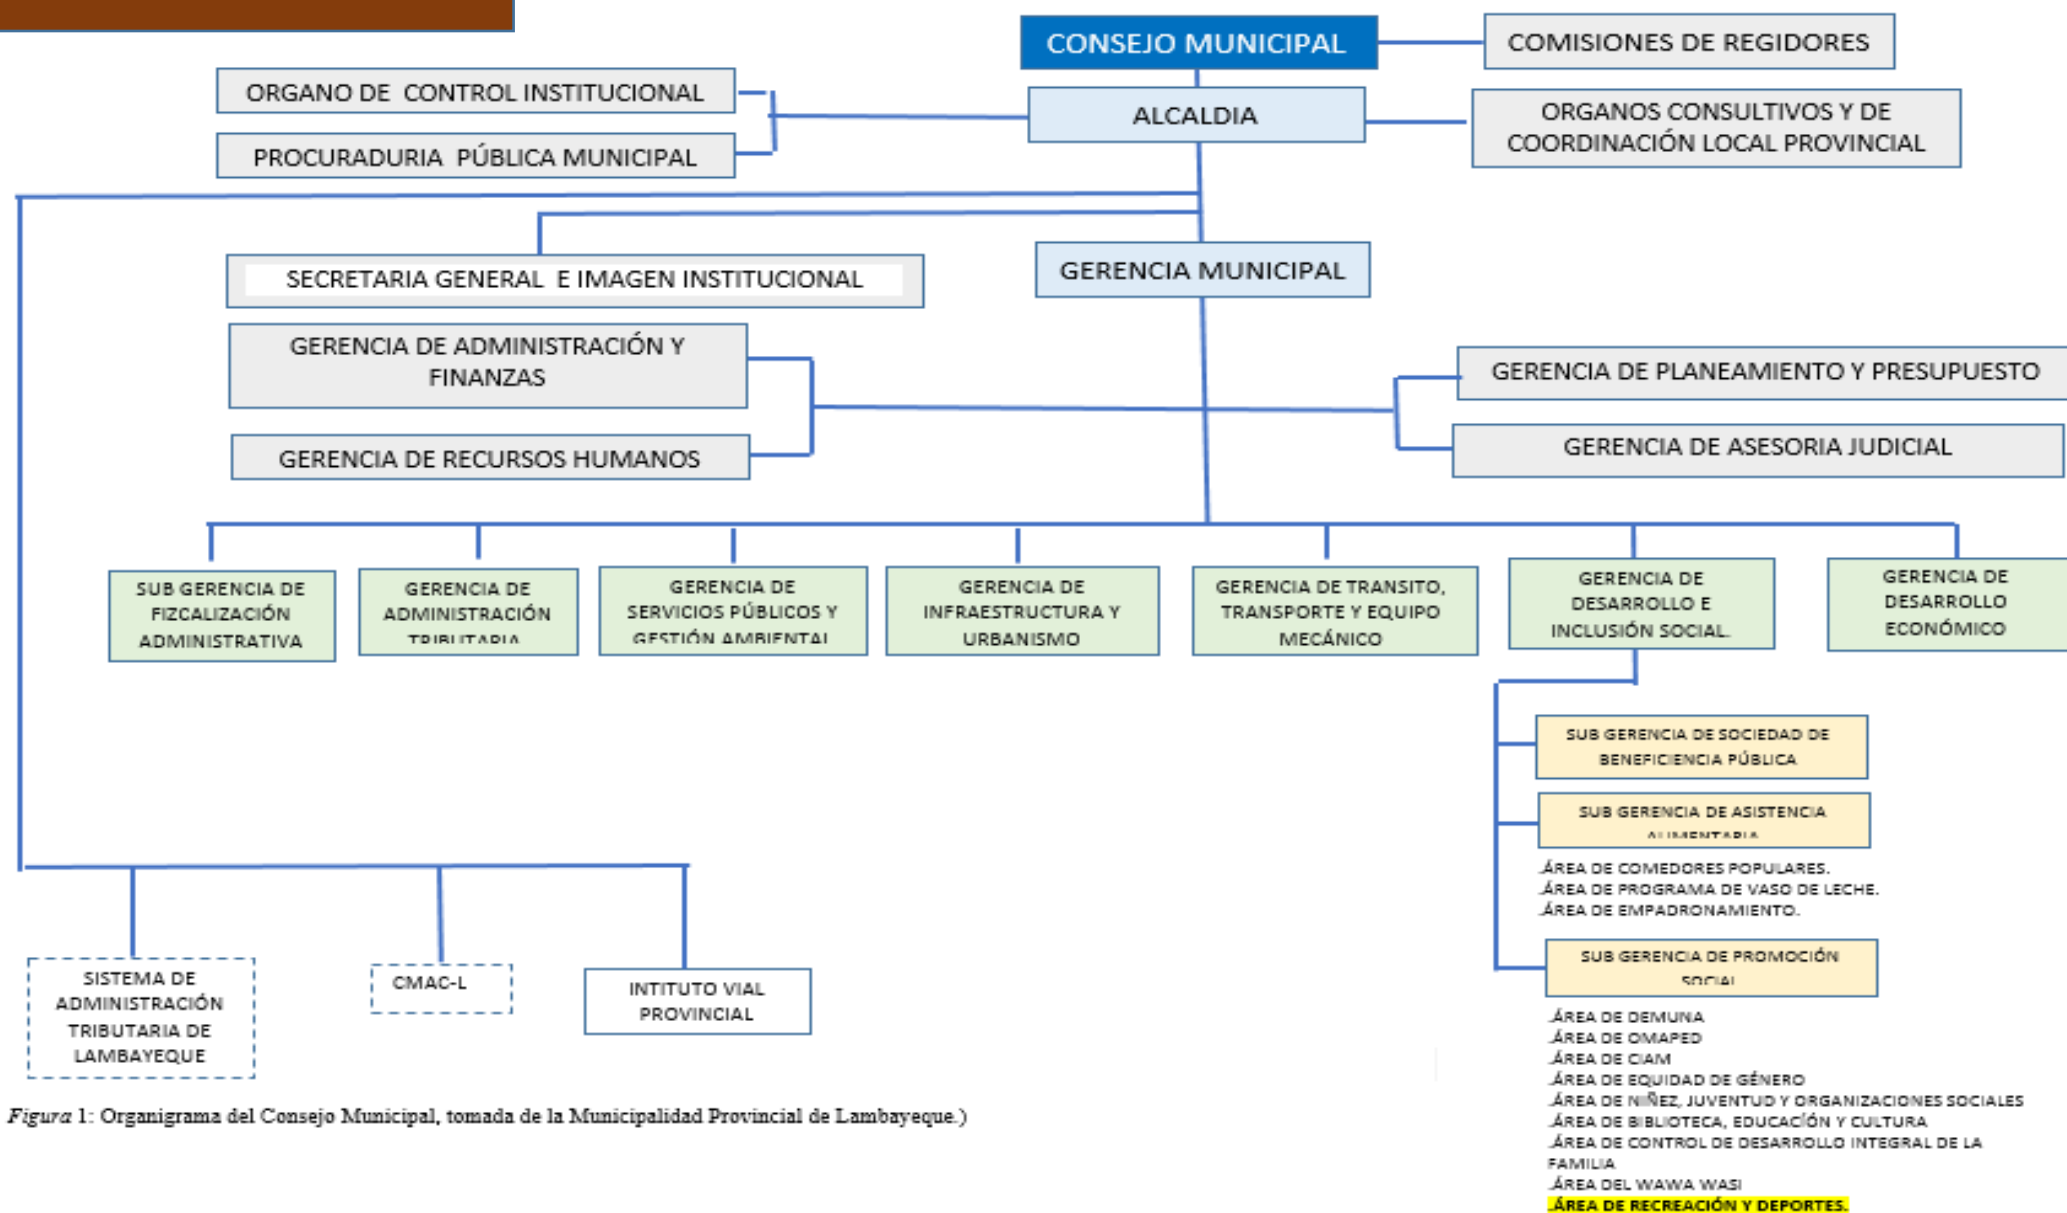 CONSEJO MUNICIPAL
COMISIONES DE REGIDORES
ORGANO DE CONTROL INSTITUCIONAL
ALCALDIA
ORGANOS CONSULTIVOS Y DE
COORDINACIÓN LOCAL PROVINCIAL
PROCURADURIA PÚBLICA MUNICIPAL
SECRETARIA GENERAL E IMAGEN INSTITUCIONAL
GERENCIA MUNICIPAL
GERENCIA DE ADMINISTRACIÓN Y
FINANZAS
GERENCIA DE PLANEAMIENTO Y PRESUPUESTO
GERENCIA DE RECURSOS HUMANOS
GERENCIA DE ASESORIA JUDICIAL
SUB GERENCIA DE
FIZCALIZACIÓN
ADMINISTRATIVA
GERENCIA DE
ADMINISTRACIÓN
TRIBUTARIA
GERENCIA DE
SERVICIOS PÚBLICOS Y
GESTIÓN AMBIENTAL
GERENCIA DE
INFRAESTRUCTURA Y
URBANISMO
GERENCIA DE TRANSITO,
TRANSPORTE Y EQUIPO
MECÁNICO
GERENCIA DE
DESARROLLO E
INCLUSIÓN SOCIAL.
GERENCIA DE
DESARROLLO
ECONÓMICO
SUB GERENCIA DE SOCIEDAD DE
BENEFICIENCIA PÚBLICA
SUB GERENCIA DE ASISTENCIA
ALIMENTARIA
.ÁREA DE COMEDORES POPULARES.
.ÁREA DE PROGRAMA DE VASO DE LECHE.
.ÁREA DE EMPADRONAMIENTO.
SUB GERENCIA DE PROMOCIÓN
SOCIAL
.ÁREA DE DEMUNA
.ÁREA DE OMAPED
.ÁREA DE CIAM
.ÁREA DE EQUIDAD DE GÉNERO
.ÁREA DE NIÑEZ, JUVENTUD Y ORGANIZACIONES SOCIALES
.ÁREA DE BIBLIOTECA, EDUCACÍÓN Y CULTURA
.ÁREA DE CONTROL DE DESARROLLO INTEGRAL DE LA
FAMILIA
.ÁREA DEL WAWA WASI
.ÁREA DE RECREACIÓN Y DEPORTES.
SISTEMA DE
ADMINISTRACIÓN
TRIBUTARIA DE
LAMBAYEQUE
CMAC-L
INTITUTO VIAL
PROVINCIAL
Figura 1: Organigrama del Consejo Municipal, tomada de la Municipalidad Provincial de Lambayeque.)